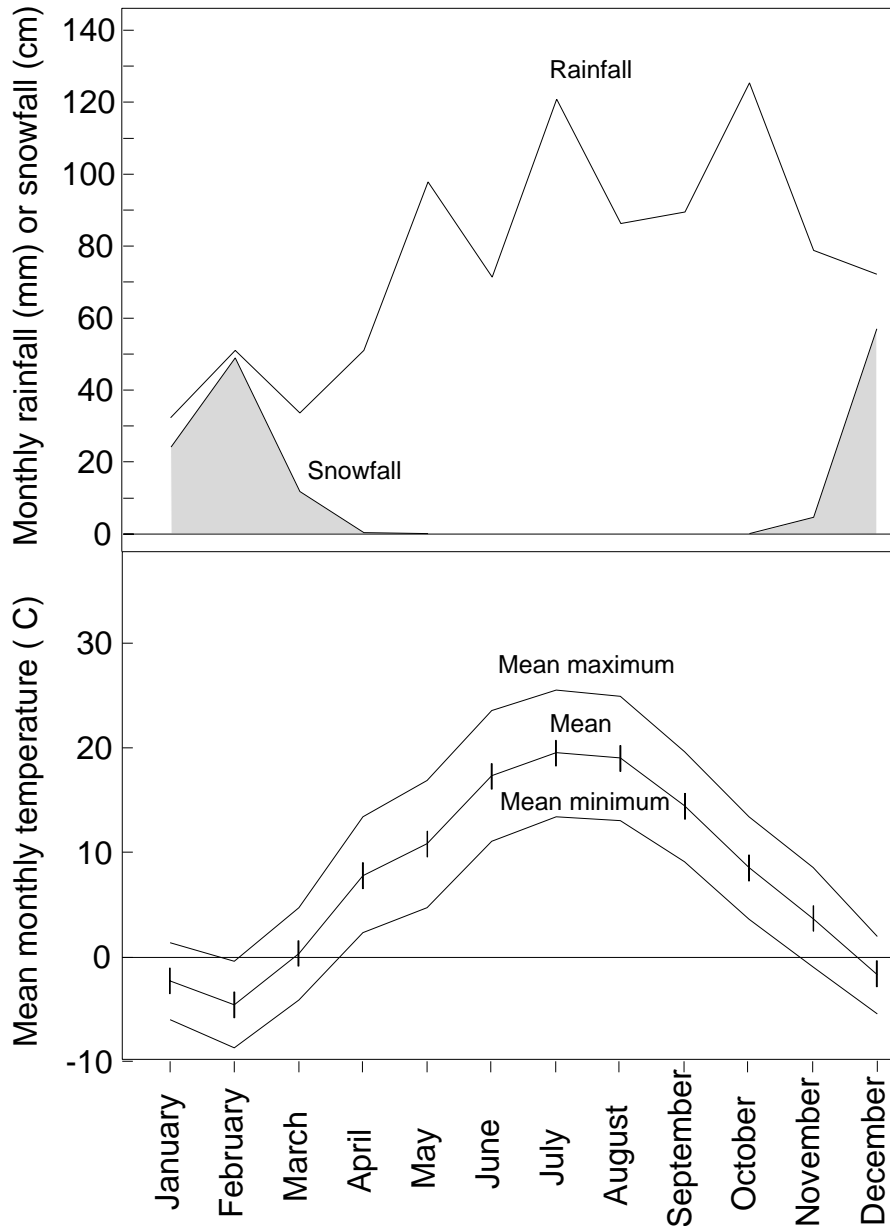 Monthly rainfall (mm) or snowfall (cm)
140
120
100
80
60
40
20
0
Rainfall
Snowfall
Mean monthly temperature ( C)
30
20
10
0
-10
Mean maximum
Mean
Mean minimum
January
February
March
April
May
June
July
August
September
October
November
December